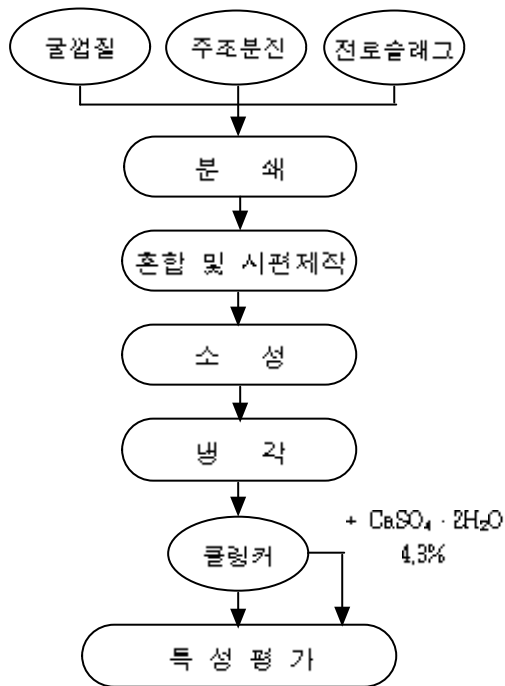 굴껍질
주조분진
전로슬래그
분 쇄
혼합 및 시편제작
소 성
냉 각
클링커
+ CaSO₄ · 2H₂O
4.3%
특 성 평 가